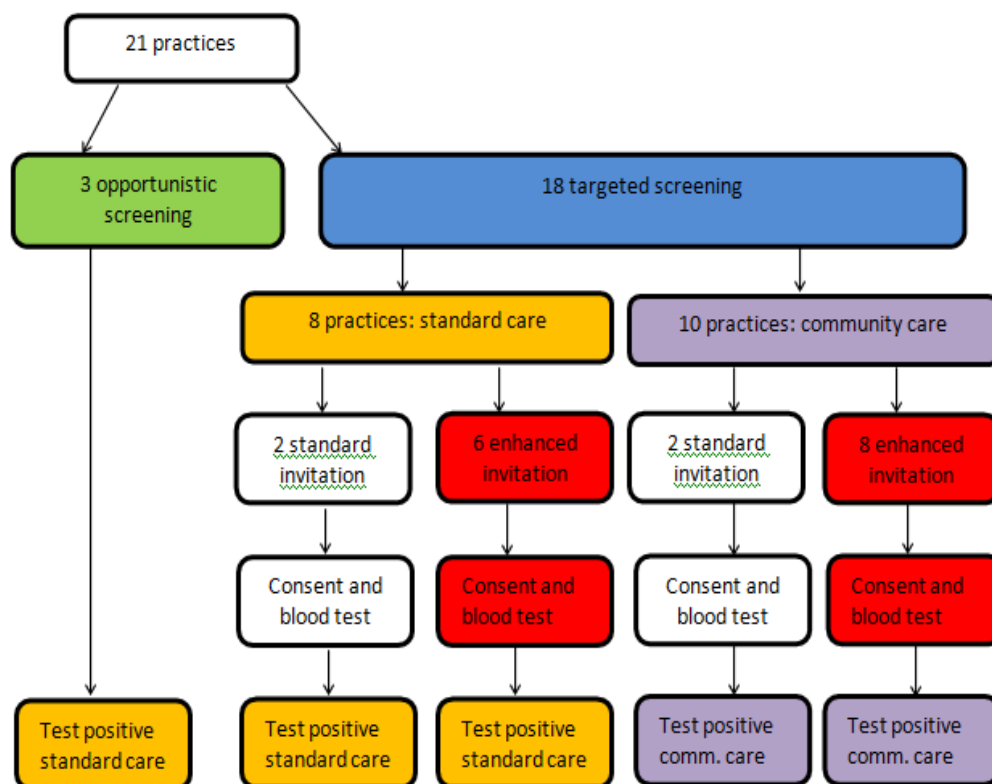 21 practices
3 opportunistic
screening
18 targeted screening
8 practices: standard care
10 practices: community care
2 standard
invitation
6 enhanced
invitation
2 standard
invitation
8 enhanced
invitation
Consent and
blood test
Consent and
blood test
Consent and
blood test
Consent and
blood test
Test positive
standard care
Test positive
standard care
Test positive
standard care
Test positive
comm. care
Test positive
comm. care